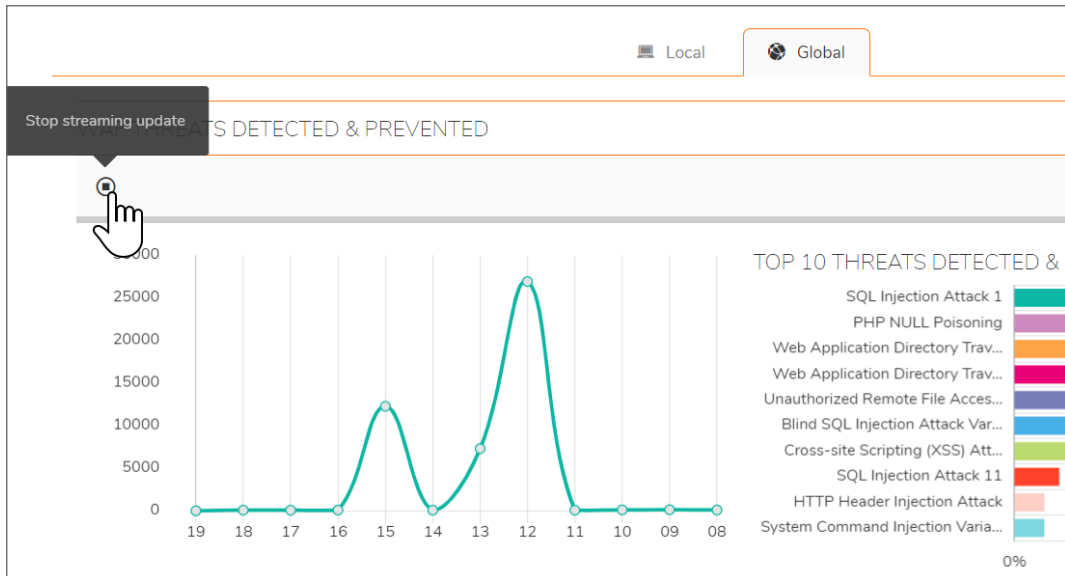 Local
Global
Stop streaming update
THREATS DETECTED & PREVENTED
25000
20000
15000
10000
5000
0
19 18 17 16 15 14 13 12 11 10 09 08
TOP 10 THREATS DETECTED &
SQL Injection Attack 1
PHP NULL Poisoning
Web Application Directory Trav...
Web Application Directory Trav...
Unauthorized Remote File Acces...
Blind SQL Injection Attack Var...
Cross-site Scripting (XSS) Att...
SQL Injection Attack 11
HTTP Header Injection Attack
System Command Injection Varia...
0%